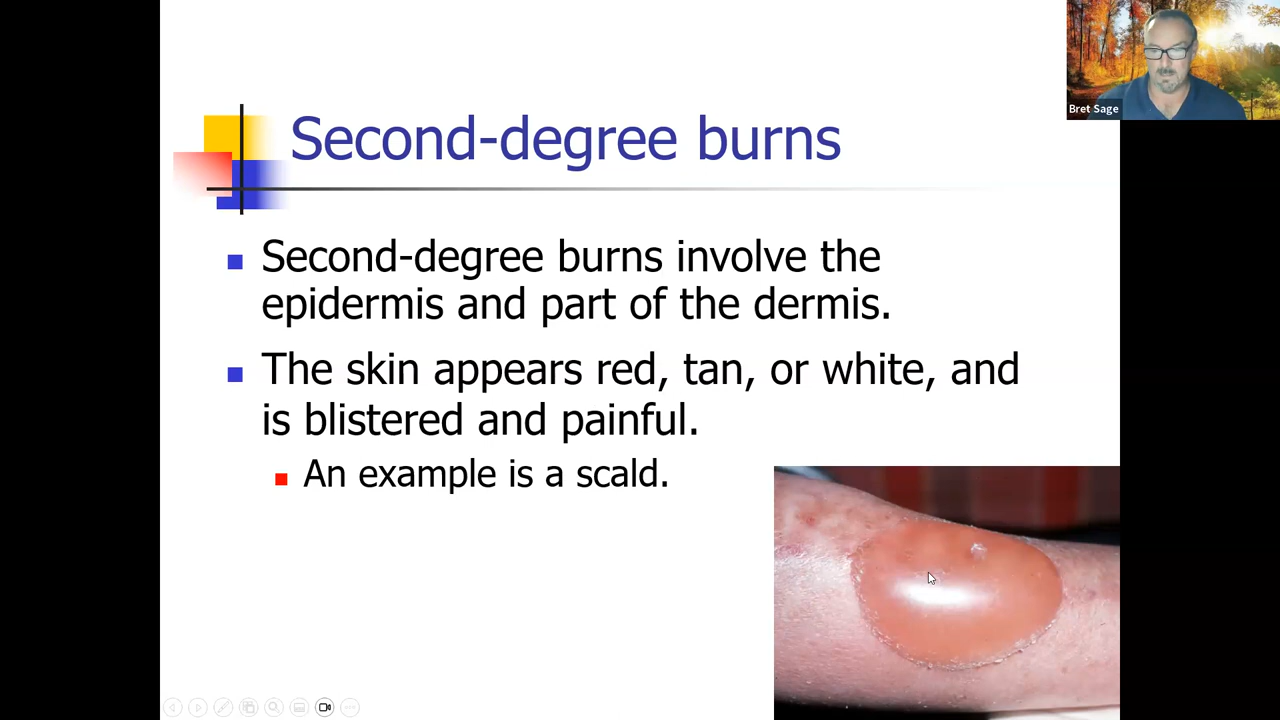 Bret Sage
Second-degree burns
Second-degree burns involve the
epidermis and part of the dermis.
The skin appears red, tan, or white, and
is blistered and painful.
An example is a scald.